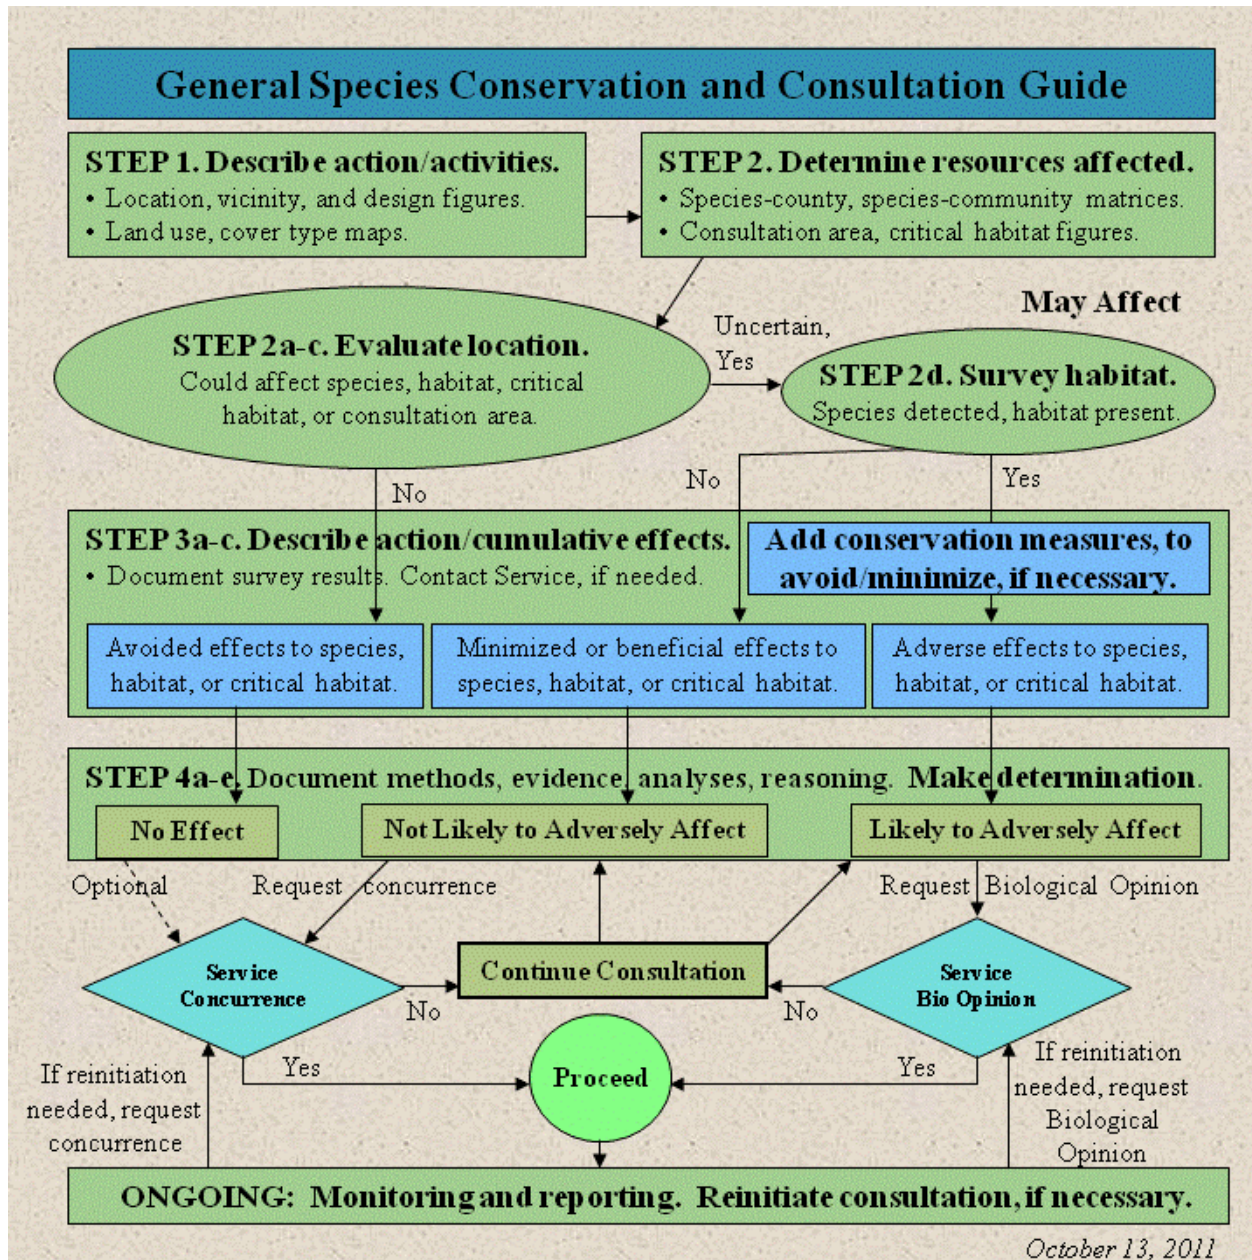 General Species Conservation and Consultation Guide
STEP 1. Describe action/activities.
• Location, vicinity, and design figures.
• Land use, cover type maps.
STEP 2. Determine resources affected.
• Species-county, species-community matrices.
• Consultation area, critical habitat figures.
May Affect
STEP 2a-c. Evaluate location.
Could affect species, habitat, critical
habitat, or consultation area.
Uncertain,
Yes
STEP 2d. Survey habitat.
Species detected, habitat present.
No
No
Yes
STEP 3a-c. Describe action/cumulative effects.
• Document survey results. Contact Service, if needed.
Add conservation measures, to
avoid/minimize, if necessary.
Avoided effects to species,
habitat, or critical habitat.
Minimized or beneficial effects to
species, habitat, or critical habitat.
Adverse effects to species,
habitat, or critical habitat.
STEP 4a-e. Document methods, evidence, analyses, reasoning. Make determination.
No Effect
Not Likely to Adversely Affect
Likely to Adversely Affect
Optional
Request concurrence
Request Biological Opinion
Service
Concurrence
No
Continue Consultation
No
Service
Bio Opinion
Yes
Proceed
Yes
If reinitiation
needed, request
concurrence
If reinitiation
needed, request
Biological
Opinion
ONGOING: Monitoring and reporting. Reinitiate consultation, if necessary.
October 13, 2011